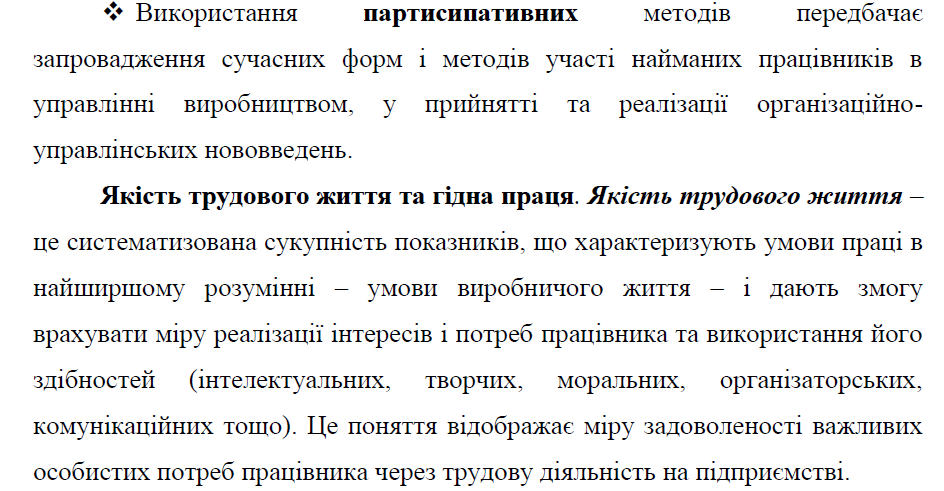 ❖ Використання партисипативних методів передбачає
запровадження сучасних форм і методів участі найманих працівників в
управлінні виробництвом, у прийнятті та реалізації організаційно-
управлінських нововведень.
Якість трудового життя та гідна праця. Якість трудового життя –
це систематизована сукупність показників, що характеризують умови праці в
найширшому розумінні – умови виробничого життя – і дають змогу
врахувати міру реалізації інтересів і потреб працівника та використання його
здібностей (інтелектуальних, творчих, моральних, організаторських,
комунікаційних тощо). Це поняття відображає міру задоволеності важливих
особистих потреб працівника через трудову діяльність на підприємстві.